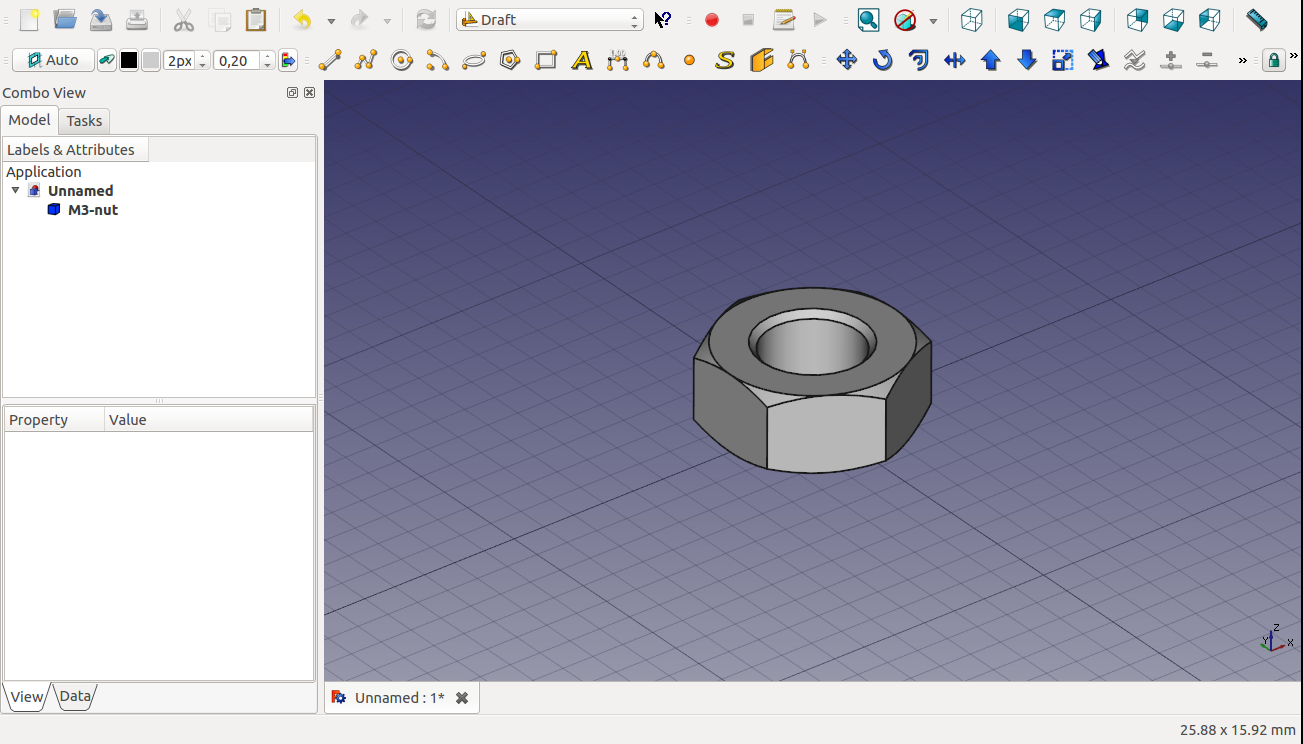 Draft
Auto
2px
0,20
Combo View
Model
Tasks
Labels & Attributes
Application
Unnamed
M3-nut
Property
Value
View
Data
Z
Y
X
Unnamed : 1*
25.88 x 15.92 mm